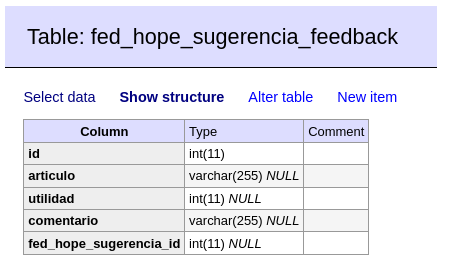 Table: fed_hope_sugerencia_feedback
Select data Show structure Alter table New item
Column Type Comment
id int(11)
articulo varchar(255) NULL
utilidad int(11) NULL
comentario varchar(255) NULL
fed_hope_sugerencia_id int(11) NULL